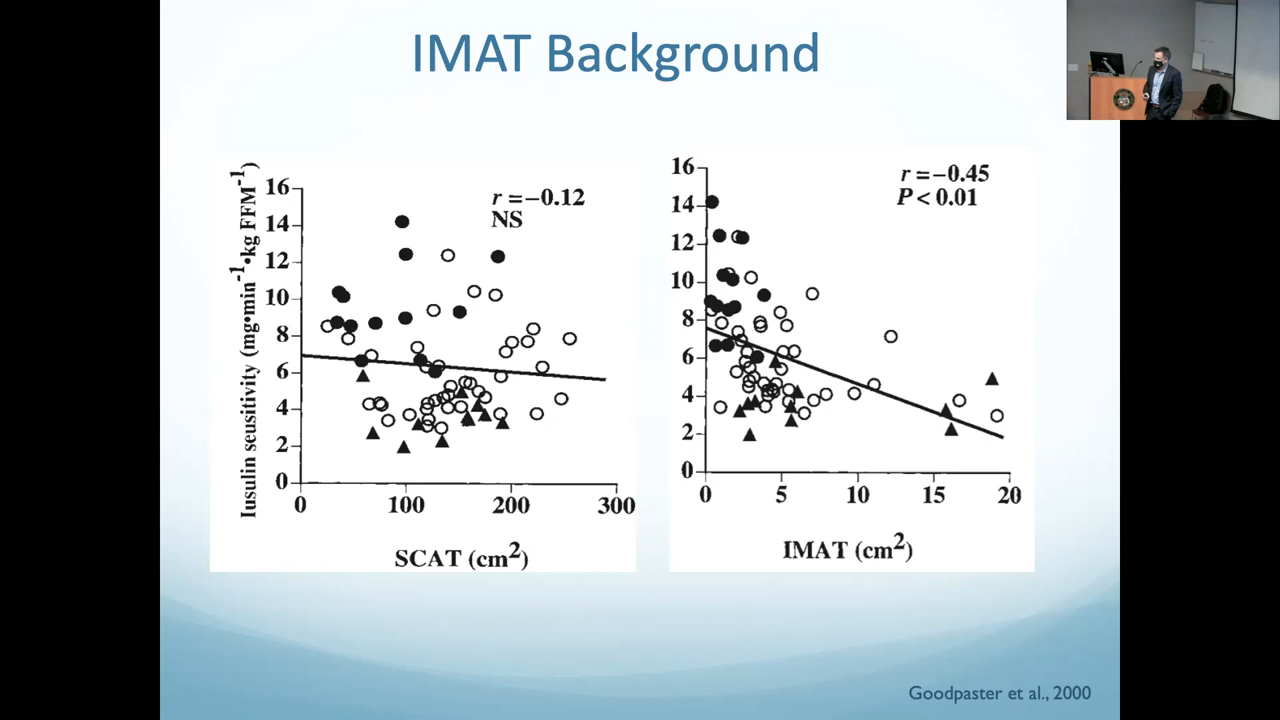 IMAT Background
Iusulin seusitivity (mg•min⁻¹•kg FFM⁻¹)
16
14
12
10
8
6
4
2
0
r = −0.12
NS
0 100 200 300
SCAT (cm²)
16
14
12
10
8
6
4
2
0
r = −0.45
P < 0.01
0 5 10 15 20
IMAT (cm²)
Goodpaster et al., 2000